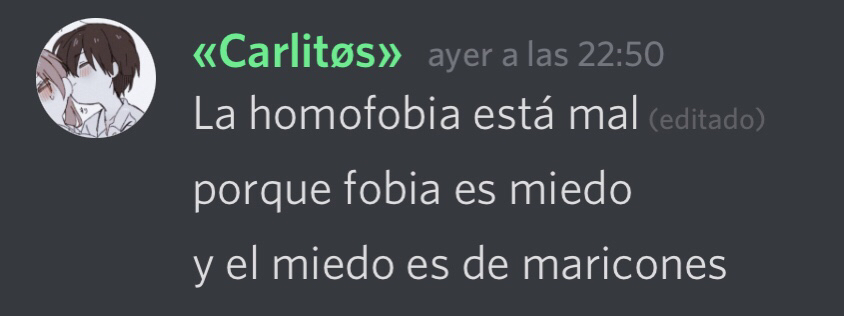 «Carlitøs» ayer a las 22:50
La homofobia está mal (editado)
porque fobia es miedo
y el miedo es de maricones